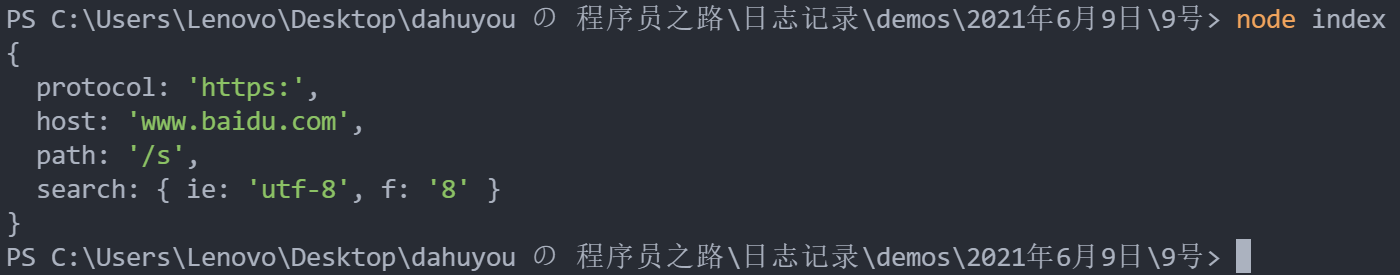 PS C:\Users\Lenovo\Desktop\dahuyou の 程序员之路\日志记录\demos\2021年6月9日\9号> node index
{
  protocol: 'https:',
  host: 'www.baidu.com',
  path: '/s',
  search: { ie: 'utf-8', f: '8' }
}
PS C:\Users\Lenovo\Desktop\dahuyou の 程序员之路\日志记录\demos\2021年6月9日\9号>